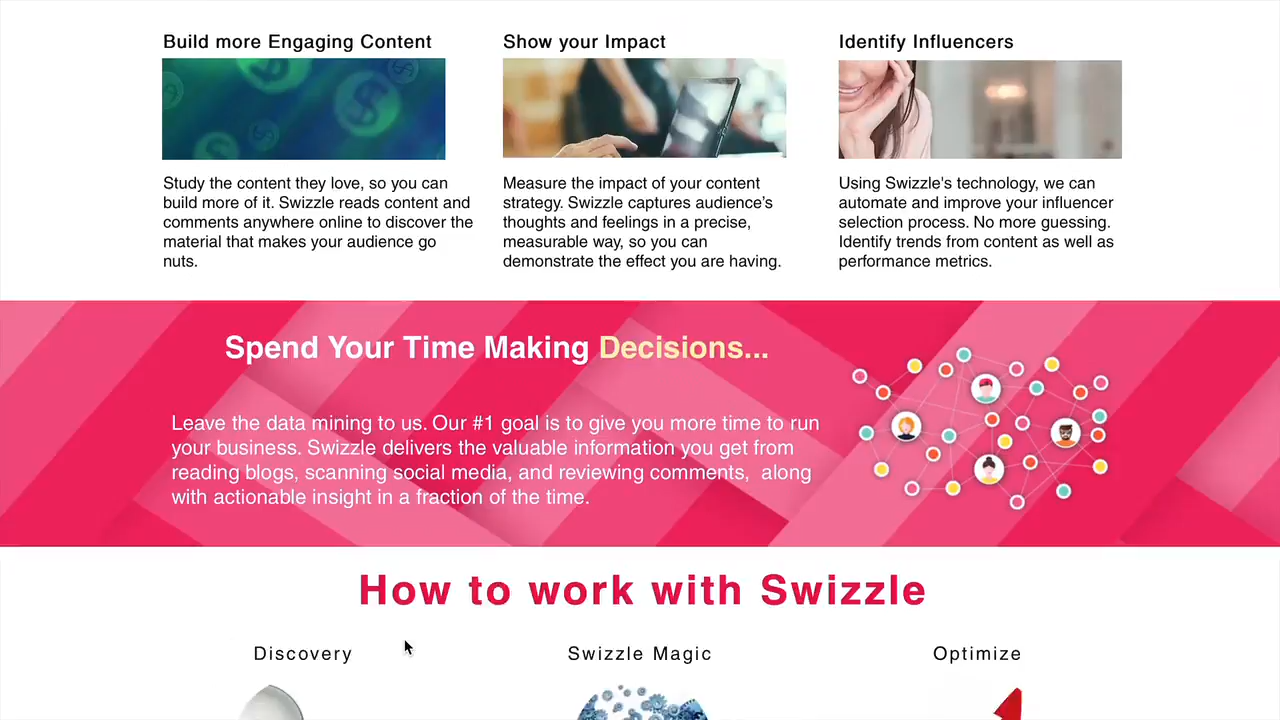 Build more Engaging Content
Study the content they love, so you can
build more of it. Swizzle reads content and
comments anywhere online to discover the
material that makes your audience go
nuts.
Show your Impact
Measure the impact of your content
strategy. Swizzle captures audience's
thoughts and feelings in a precise,
measurable way, so you can
demonstrate the effect you are having.
Identify Influencers
Using Swizzle's technology, we can
automate and improve your influencer
selection process. No more guessing.
Identify trends from content as well as
performance metrics.
Spend Your Time Making Decisions...
Leave the data mining to us. Our #1 goal is to give you more time to run
your business. Swizzle delivers the valuable information you get from
reading blogs, scanning social media, and reviewing comments,  along
with actionable insight in a fraction of the time.
How to work with Swizzle
Discovery
Swizzle Magic
Optimize